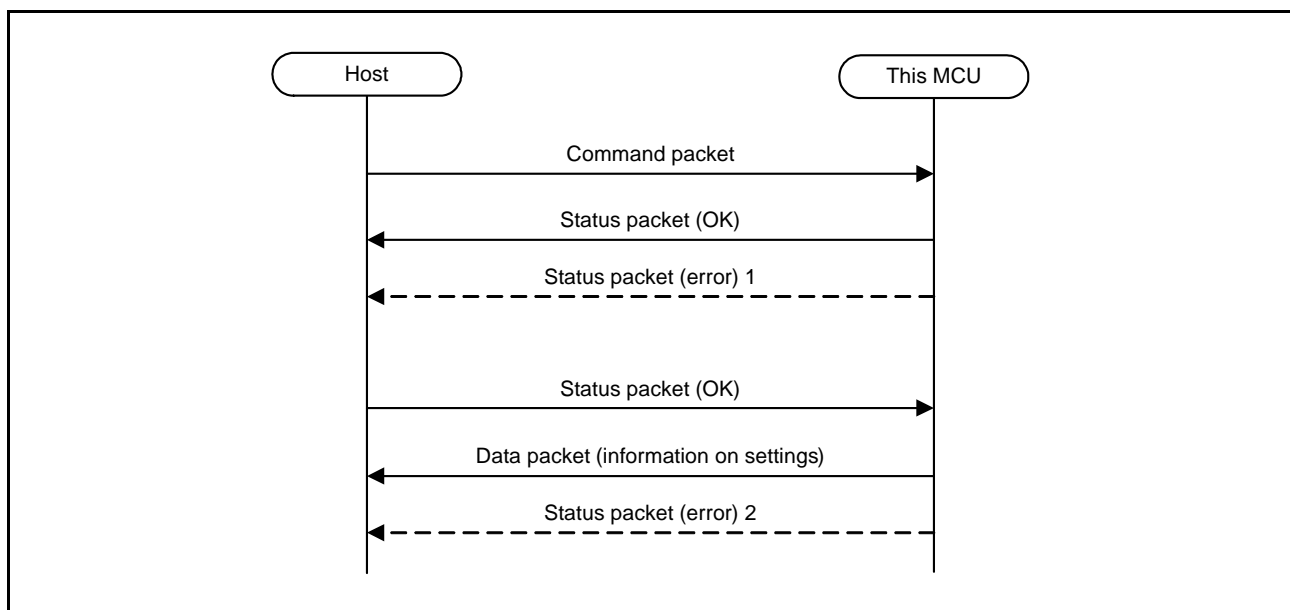 Host
This MCU
Command packet
Status packet (OK)
Status packet (error) 1
Status packet (OK)
Data packet (information on settings)
Status packet (error) 2